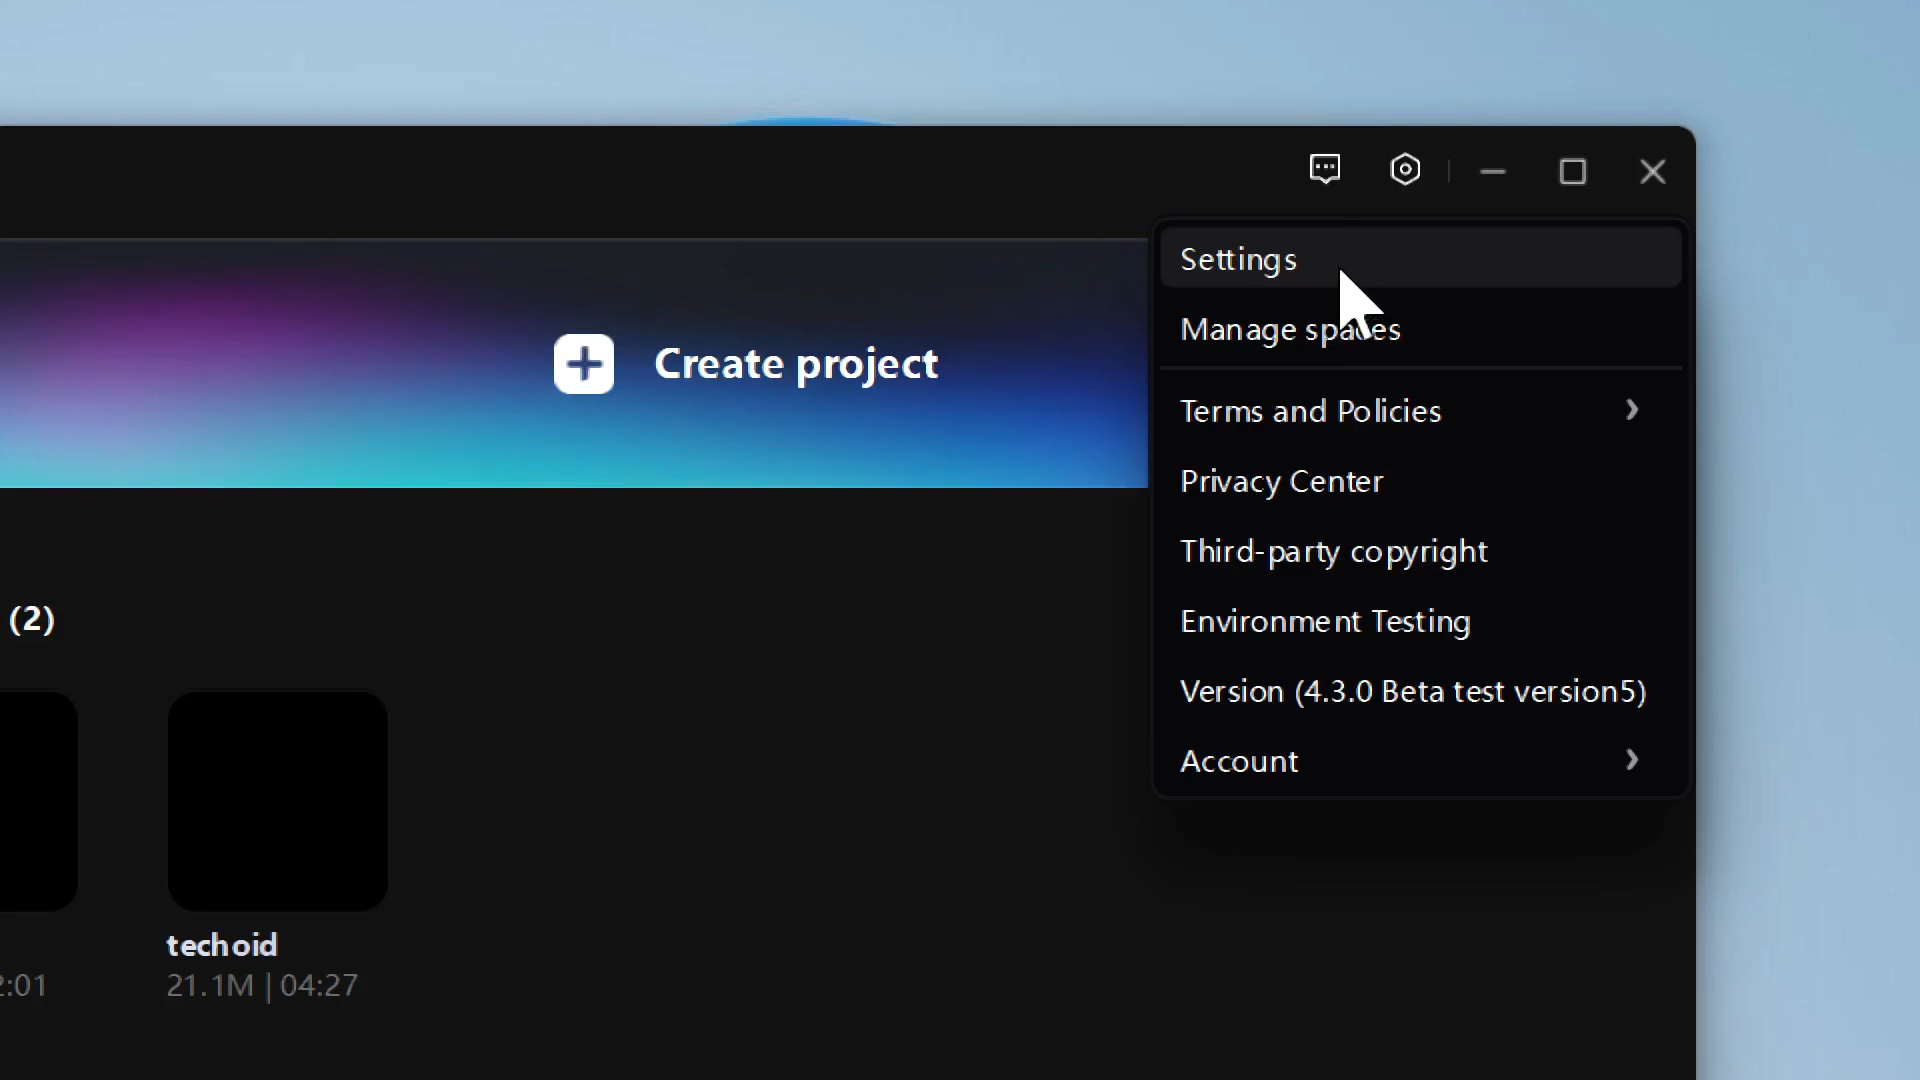 Settings
Manage spaces
Create project
Terms and Policies
Privacy Center
Third-party copyright
Environment Testing
(2)
Version (4.3.0 Beta test version5)
Account
techoid
:01
21.1M | 04:27